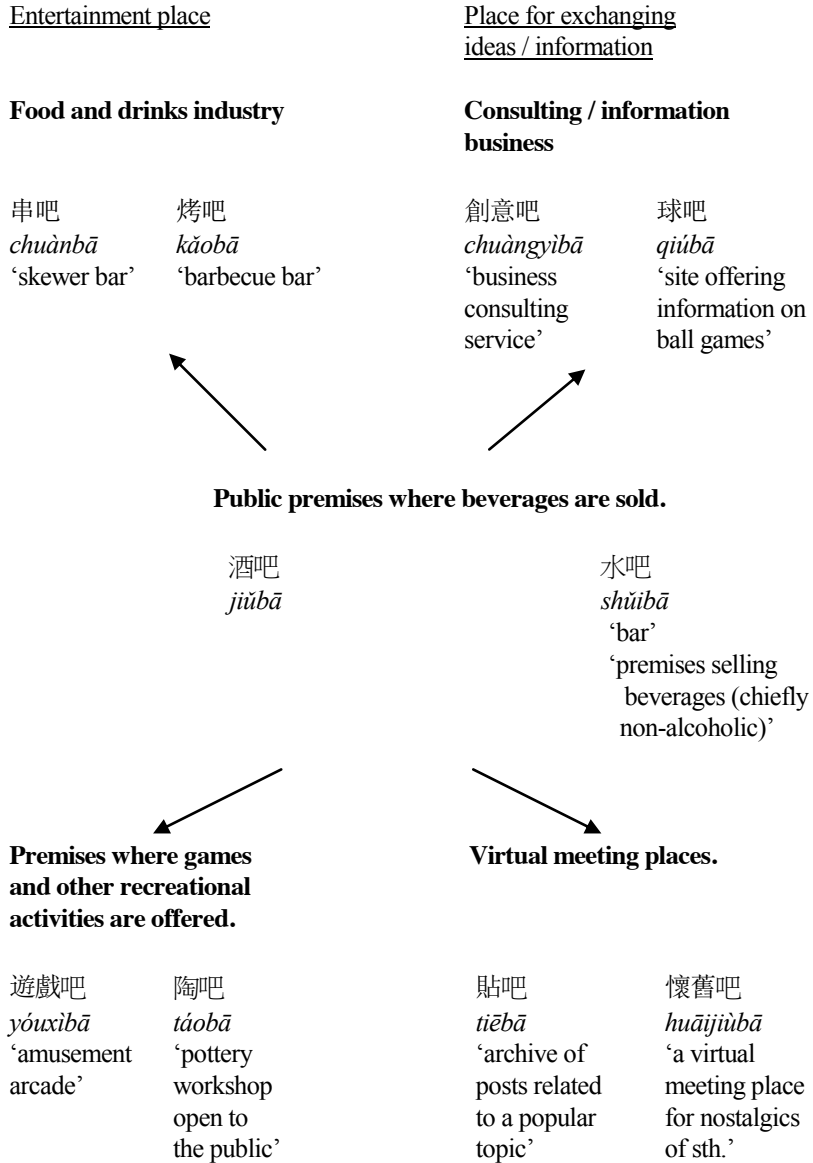 Entertainment place
Place for exchanging
ideas / information
Food and drinks industry
Consulting / information
business
串吧 烤吧
chuànbā kǎobā
‘skewer bar’ ‘barbecue bar’
創意吧 球吧
chuàngyìbā qiúbā
‘business ‘site offering
consulting information on
service’ ball games’
Public premises where beverages are sold.
酒吧 水吧
jiǔbā shǔibā
‘bar’
‘premises selling
beverages (chiefly
non-alcoholic)’
Premises where games
and other recreational
activities are offered.
Virtual meeting places.
遊戲吧 陶吧
yóuxìbā táobā
‘amusement ‘pottery
arcade’ workshop
open to
the public’
貼吧 懷舊吧
tiēbā huāijiùbā
‘archive of ‘a virtual
posts related meeting place
to a popular for nostalgics
topic’ of sth.’